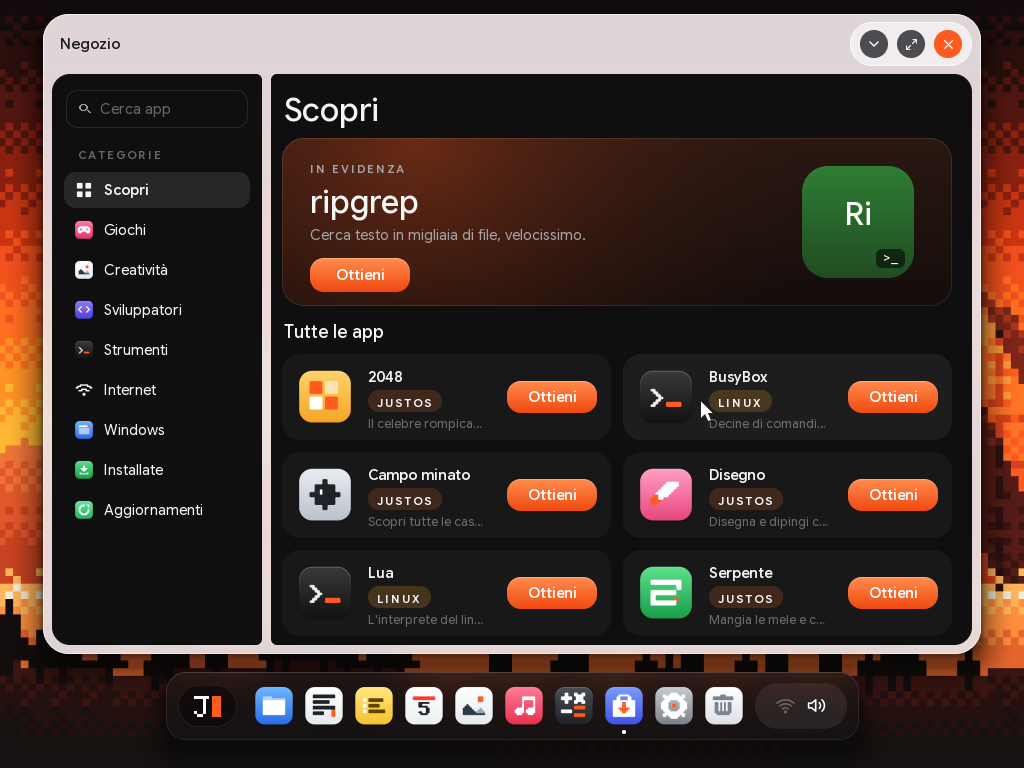 Negozio
Cerca app
CATEGORIE
Scopri
Giochi
Creatività
Sviluppatori
Strumenti
Internet
Windows
Installate
Aggiornamenti
Scopri
IN EVIDENZA
ripgrep
Cerca testo in migliaia di file, velocissimo.
Ottieni
Ri
>_
Tutte le app
2048
JUSTOS
Il celebre rompica...
Ottieni
BusyBox
LINUX
Decine di comandi...
Ottieni
Campo minato
JUSTOS
Scopri tutte le cas...
Ottieni
Disegno
JUSTOS
Disegna e dipingi c...
Ottieni
Lua
LINUX
L'interprete del lin...
Ottieni
Serpente
JUSTOS
Mangia le mele e c...
Ottieni
5